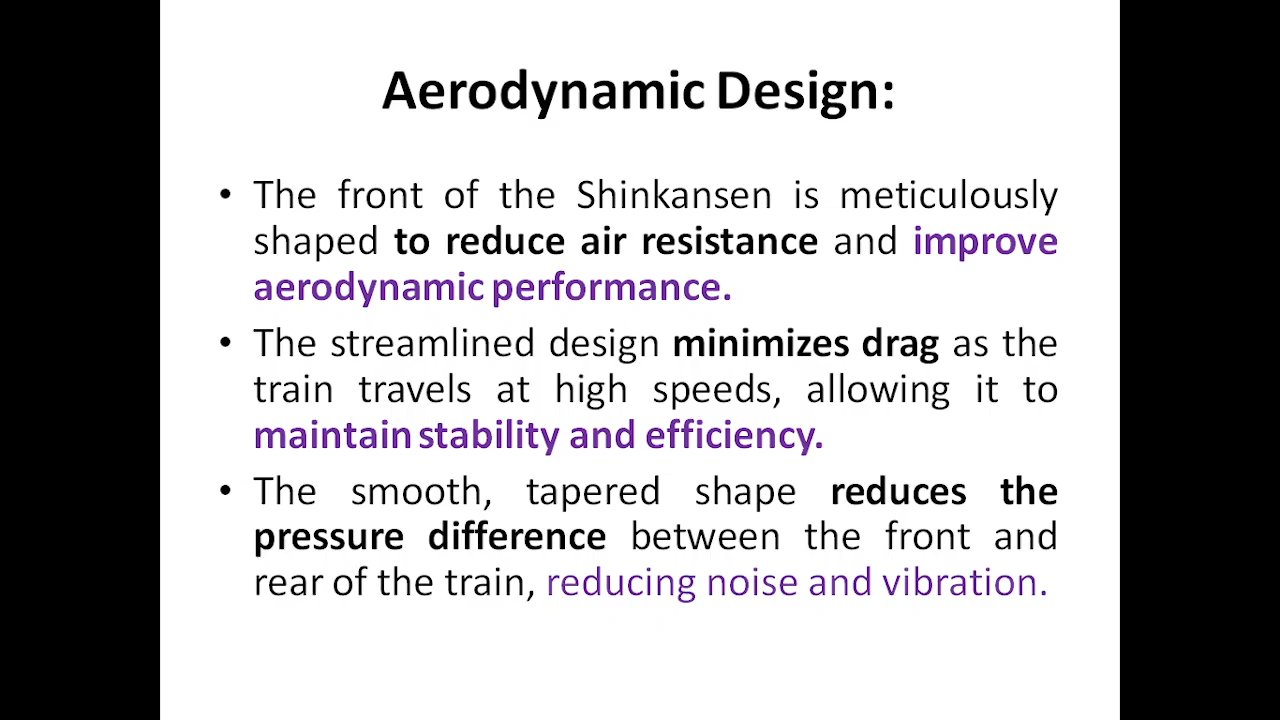 Aerodynamic Design:
• The front of the Shinkansen is meticulously
shaped to reduce air resistance and improve
aerodynamic performance.
• The streamlined design minimizes drag as the
train travels at high speeds, allowing it to
maintain stability and efficiency.
• The smooth, tapered shape reduces the
pressure difference between the front and
rear of the train, reducing noise and vibration.